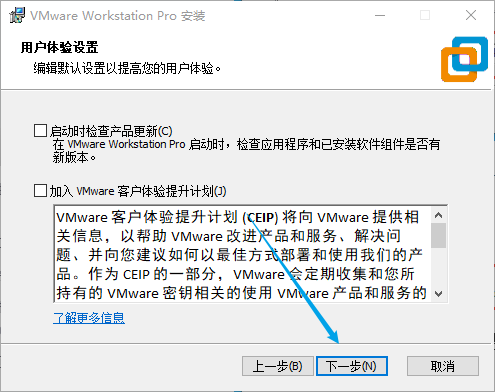 VMware Workstation Pro 安装
用户体验设置
编辑默认设置以提高您的用户体验。
启动时检查产品更新(C)
在 VMware Workstation Pro 启动时，检查应用程序和已安装软件组件是否有
新版本。
加入 VMware 客户体验提升计划(J)
VMware 客户体验提升计划 (CEIP) 将向 VMware 提供相
关信息，以帮助 VMware 改进产品和服务、解决问
题、并向您建议如何以最佳方式部署和使用我们的产
品。作为 CEIP 的一部分，VMware 会定期收集和您所
持有的 VMware 密钥相关的使用 VMware 产品和服务的
了解更多信息
上一步(B) 下一步(N) 取消